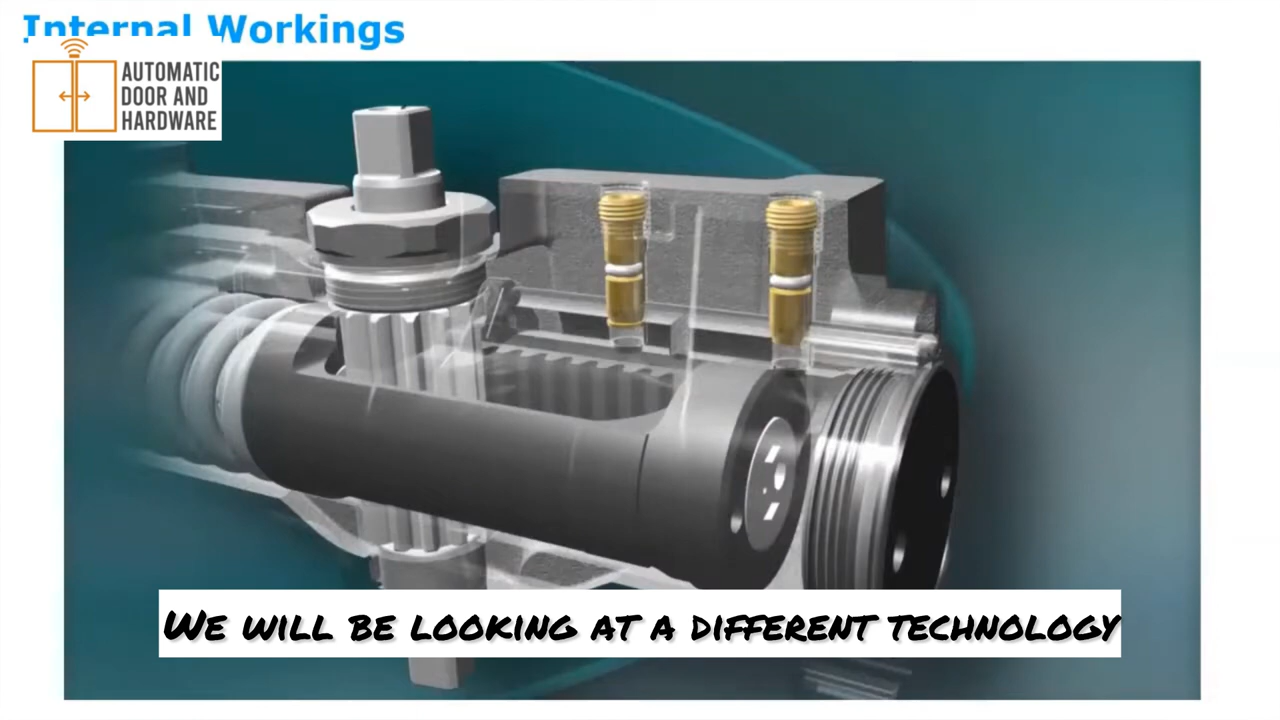 Internal Workings
AUTOMATIC
DOOR AND
HARDWARE
We will be looking at a different technology